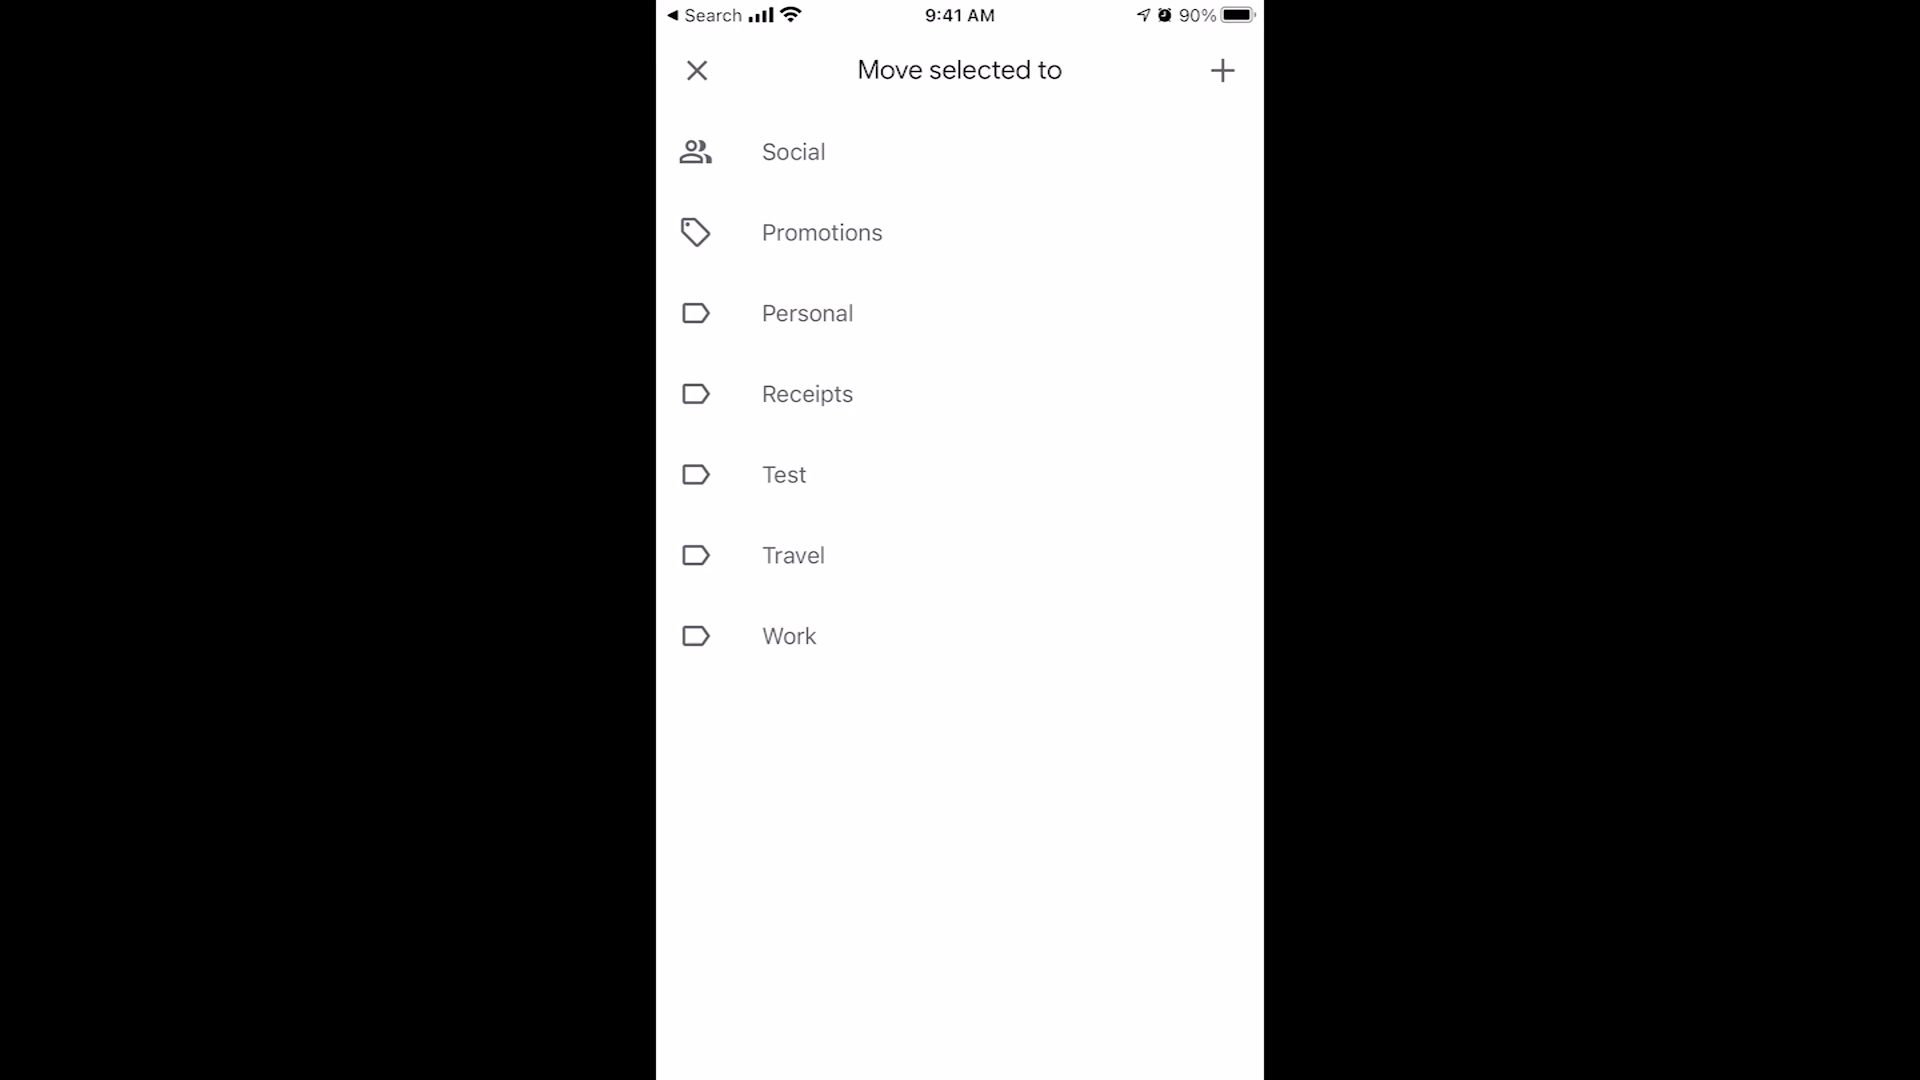 Search 9:41 AM 90%
Move selected to
Social
Promotions
Personal
Receipts
Test
Travel
Work